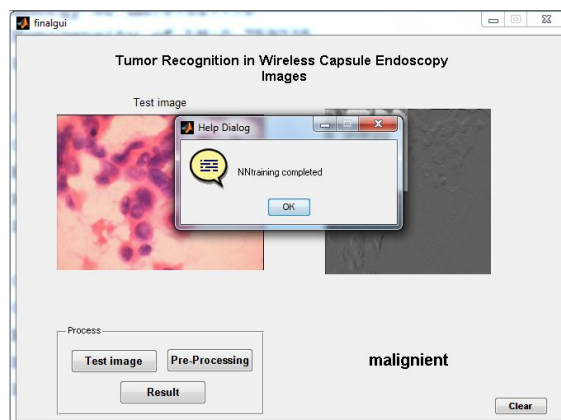 finalgui
Tumor Recognition in Wireless Capsule Endoscopy
Images
Test image
Help Dialog
NNtraining completed
OK
Process
Test image
Pre-Processing
Result
malignient
Clear